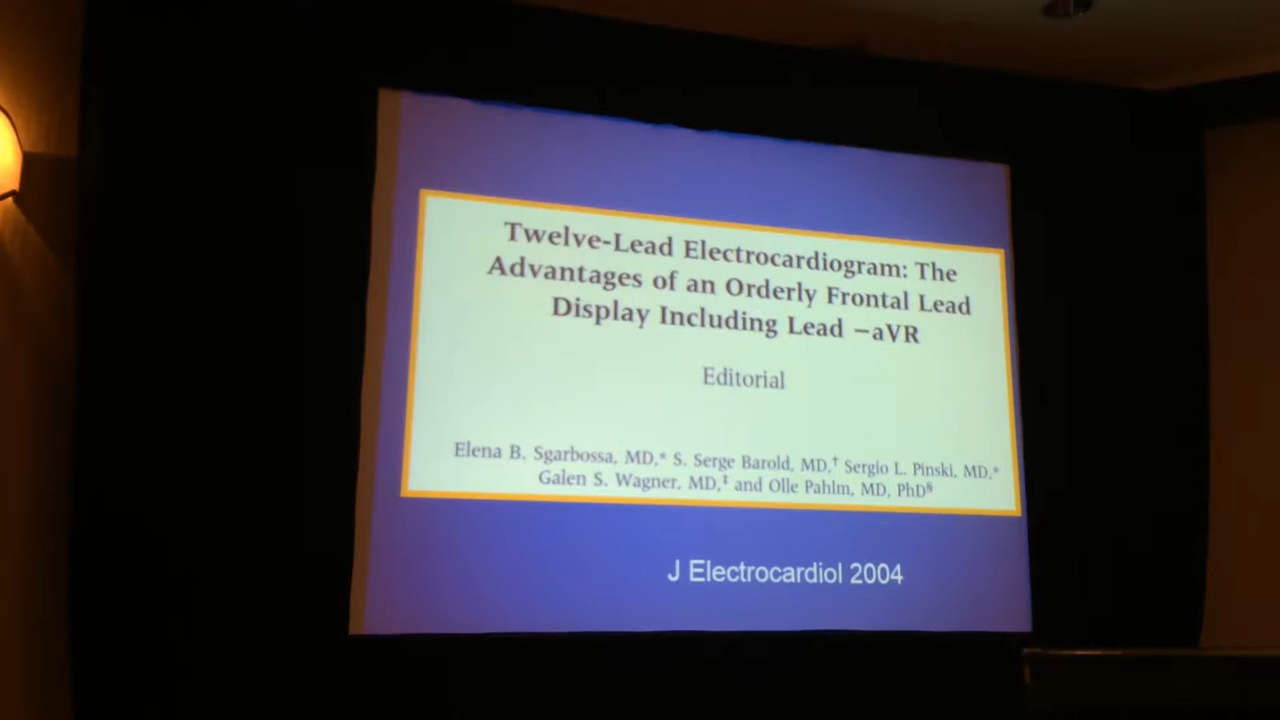 Twelve-Lead Electrocardiogram: The
Advantages of an Orderly Frontal Lead
Display Including Lead −aVR
Editorial
Elena B. Sgarbossa, MD,* S. Serge Barold, MD,† Sergio L. Pinski, MD,*
Galen S. Wagner, MD,‡ and Olle Pahlm, MD, PhD§
J Electrocardiol 2004